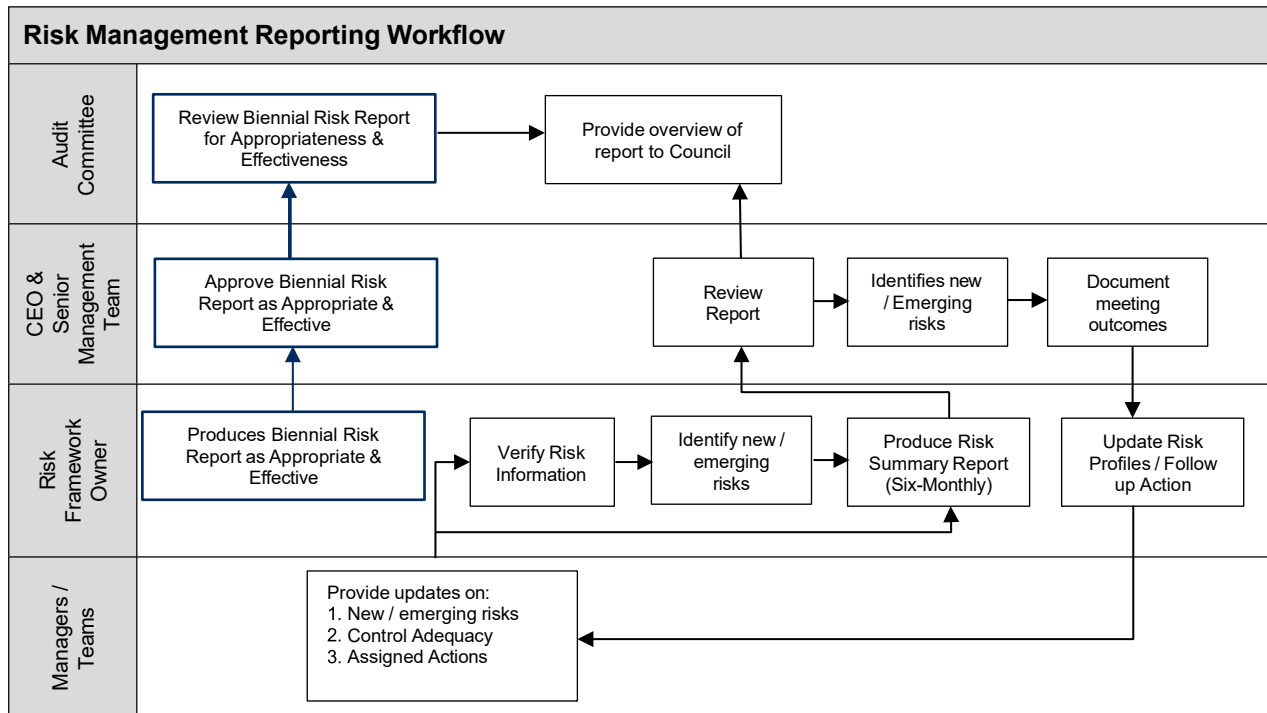 Risk Management Reporting Workflow
Audit
Committee
Review Biennial Risk Report
for Appropriateness &
Effectiveness
Provide overview of
report to Council
CEO &
Senior
Management
Team
Approve Biennial Risk
Report as Appropriate &
Effective
Review
Report
Identifies new
/ Emerging
risks
Document
meeting
outcomes
Risk
Framework
Owner
Produces Biennial Risk
Report as Appropriate &
Effective
Verify Risk
Information
Identify new /
emerging
risks
Produce Risk
Summary Report
(Six-Monthly)
Update Risk
Profiles / Follow
up Action
Managers /
Teams
Provide updates on:
1. New / emerging risks
2. Control Adequacy
3. Assigned Actions